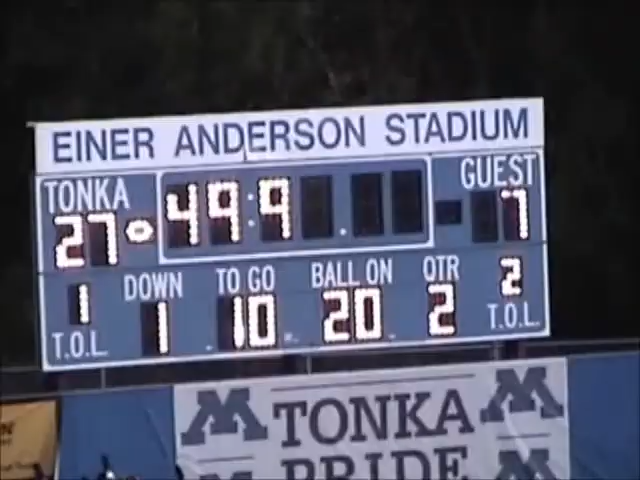 EINER ANDERSON STADIUM
TONKA GUEST
27 49:9 . 7
DOWN TO GO BALL ON QTR
1 1 10 20 2 2
T.O.L. T.O.L.
M TONKA M
M PRIDE M